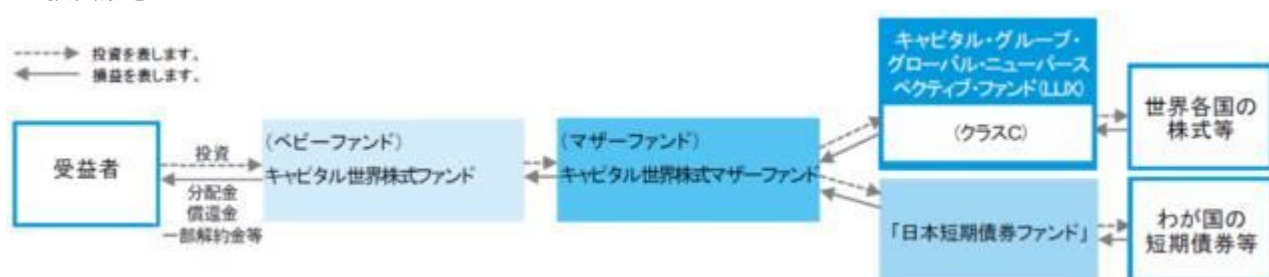 投資を表します。
損益を表します。
受益者
投資
分配金
償還金
一部解約金等
(ベビーファンド)
キャピタル世界株式ファンド
(マザーファンド)
キャピタル世界株式マザーファンド
キャピタル・グループ・
グローバル・ニューパース
ペクティブ・ファンド(LUX)
(クラスC)
世界各国の
株式等
「日本短期債券ファンド」
わが国の
短期債券等